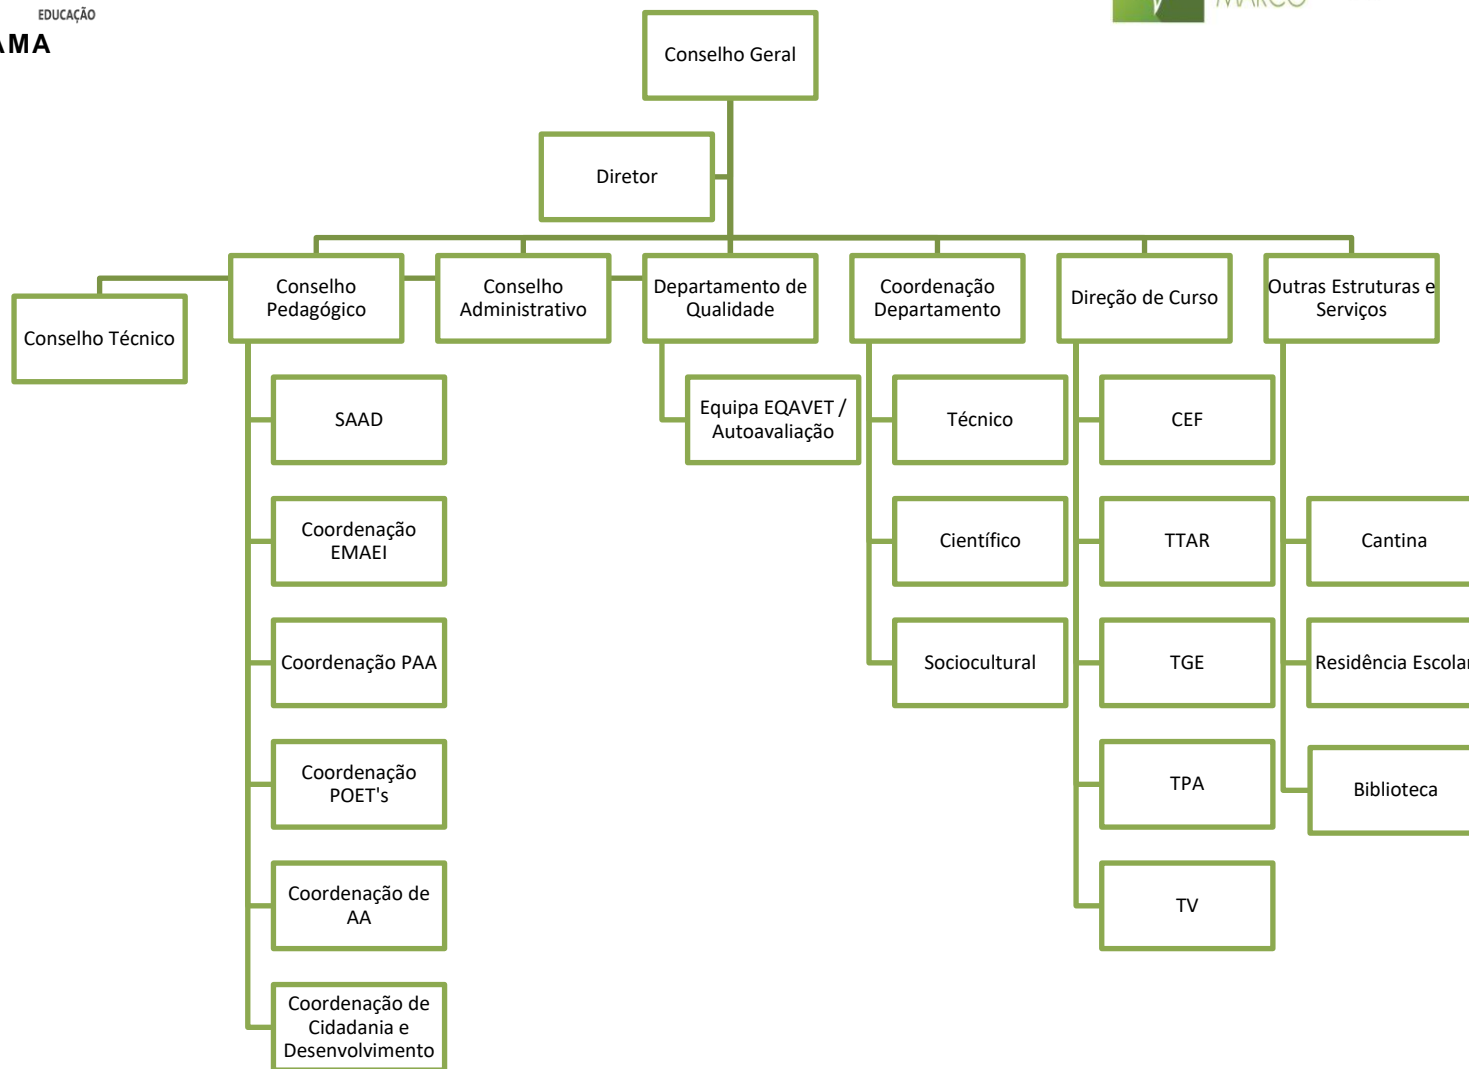 EDUCAÇÃO
AMA
MARCO
Conselho Geral
Diretor
Conselho
Pedagógico
Conselho
Administrativo
Departamento de
Qualidade
Coordenação
Departamento
Direção de Curso
Outras Estruturas e
Serviços
Conselho Técnico
SAAD
Equipa EQAVET /
Autoavaliação
Técnico
CEF
Coordenação
EMAEI
Científico
TTAR
Cantina
Coordenação PAA
Sociocultural
TGE
Residência Escolar
Coordenação
POET's
TPA
Biblioteca
Coordenação de
AA
TV
Coordenação de
Cidadania e
Desenvolvimento